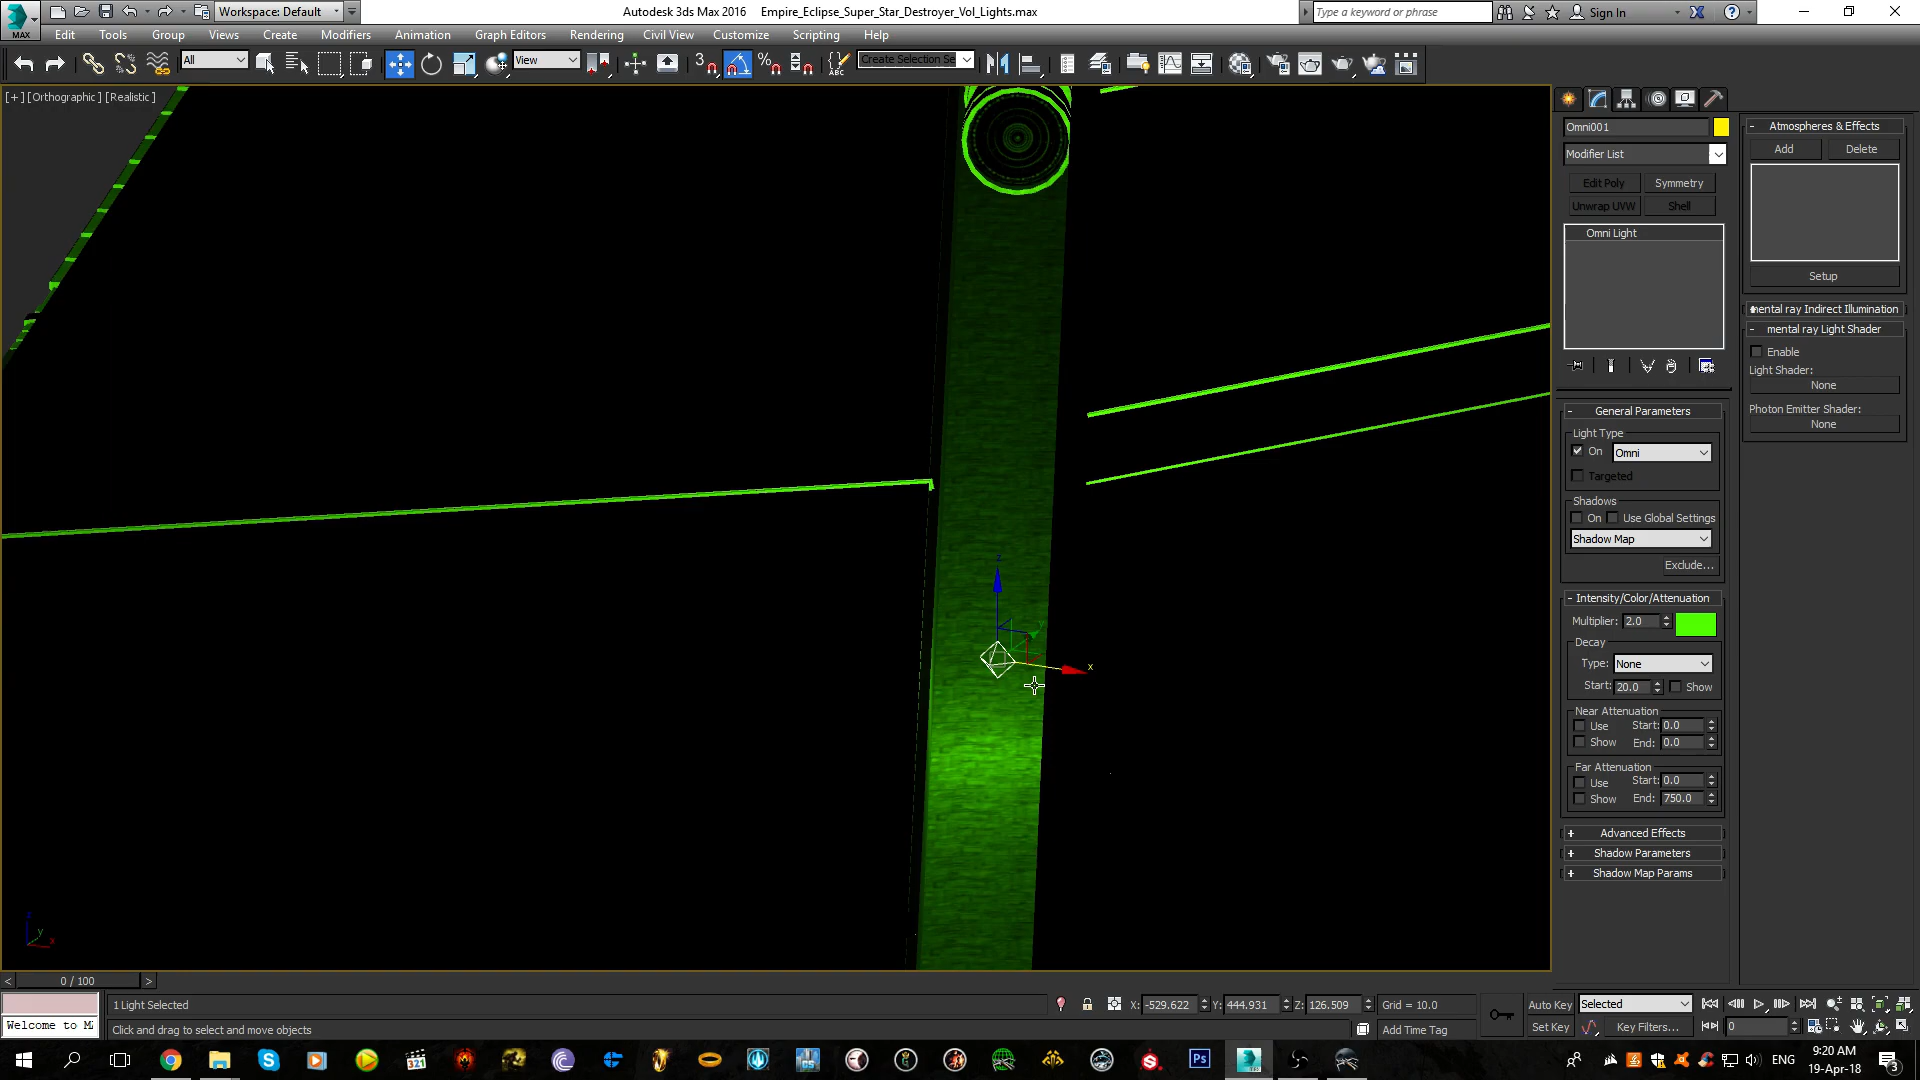 Workspace: Default
Autodesk 3ds Max 2016    Empire_Eclipse_Super_Star_Destroyer_Vol_Lights.max
Type a keyword or phrase
Sign In
MAX
Edit
Tools
Group
Views
Create
Modifiers
Animation
Graph Editors
Rendering
Civil View
Customize
Scripting
Help
All
View
3
Create Selection Se
ABC
[+] [Orthographic] [Realistic]
z
y
x
z
y
x
Omni001
Modifier List
Edit Poly
Symmetry
Unwrap UVW
Shell
Omni Light
- General Parameters
Light Type
On
Omni
Targeted
Shadows
On
Use Global Settings
Shadow Map
Exclude...
- Intensity/Color/Attenuation
Multiplier: 2.0
Decay
Type: None
Start: 20.0
Show
Near Attenuation
Use
Start: 0.0
Show
End: 0.0
Far Attenuation
Use
Start: 0.0
Show
End: 750.0
+ Advanced Effects
+ Shadow Parameters
+ Shadow Map Params
- Atmospheres & Effects
Add
Delete
Setup
mental ray Indirect Illumination
- mental ray Light Shader
Enable
Light Shader:
None
Photon Emitter Shader:
None
< 0 / 100 >
Welcome to M
1 Light Selected
Click and drag to select and move objects
X: -529.622
Y: 444.931
Z: 126.509
Grid = 10.0
Add Time Tag
Auto Key
Selected
Set Key
Key Filters...
0
321
Ps
ENG
9:20 AM
19-Apr-18
3